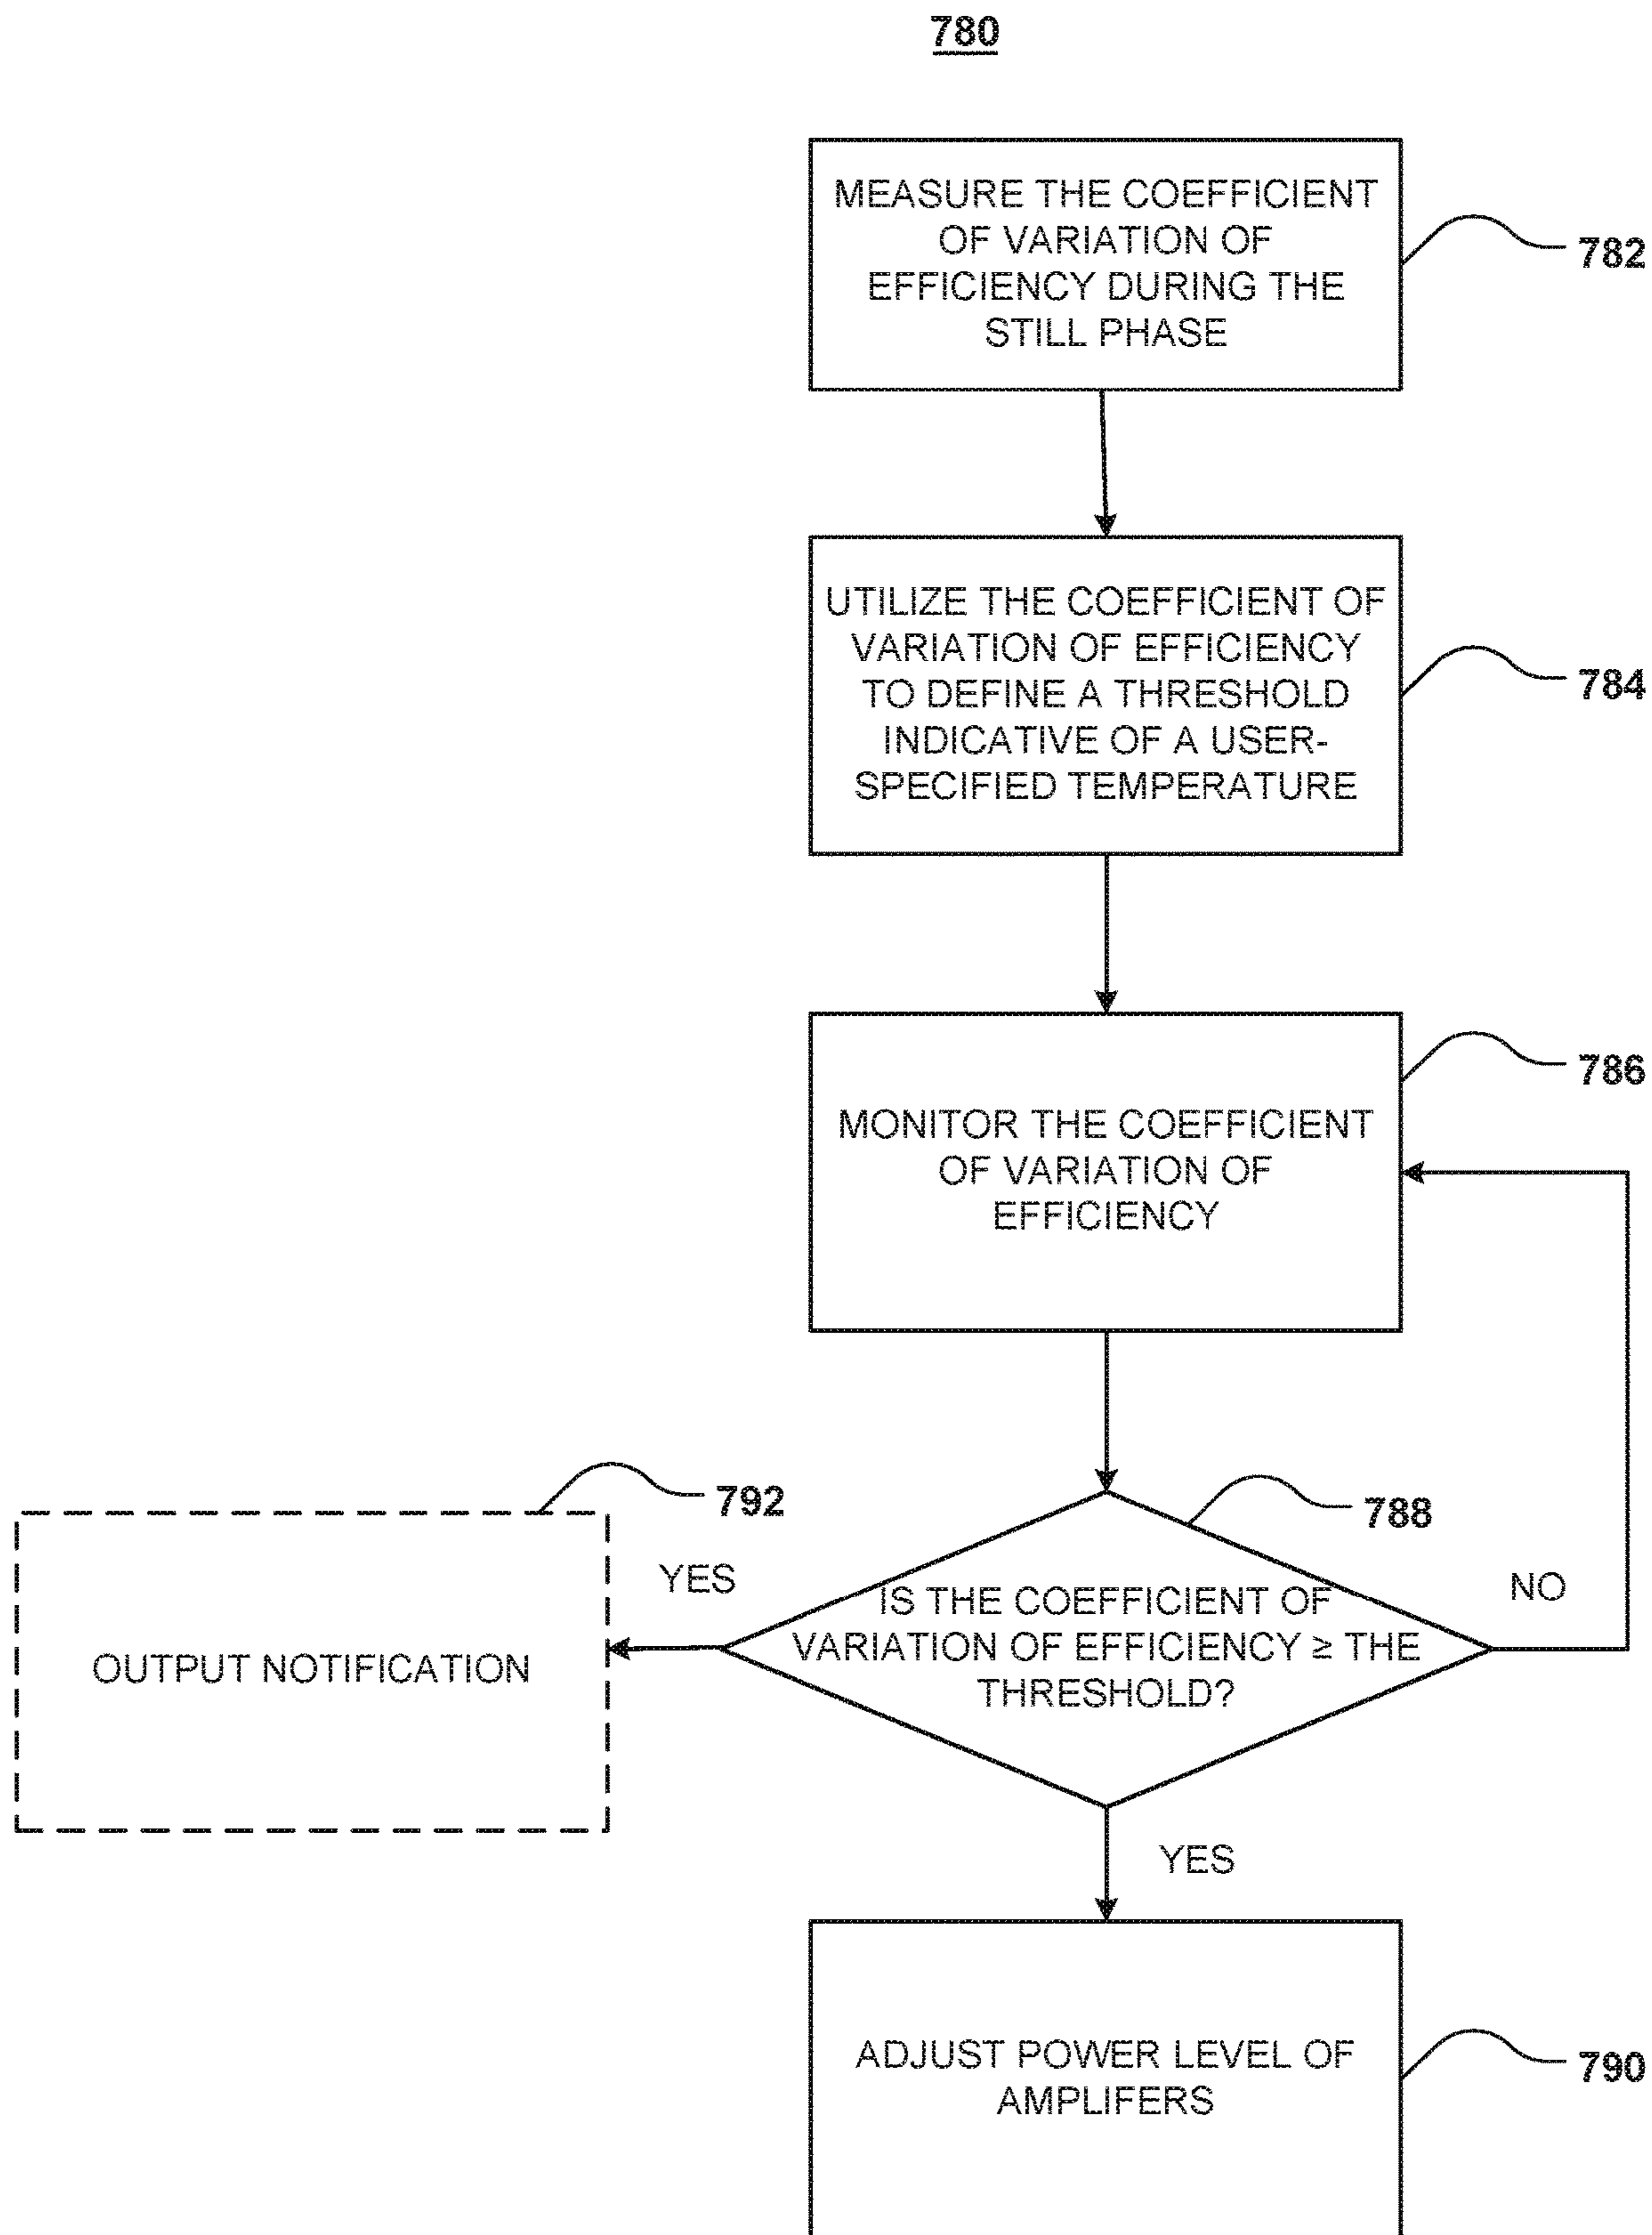 780
MEASURE THE COEFFICIENT
OF VARIATION OF
EFFICIENCY DURING THE
STILL PHASE
782
UTILIZE THE COEFFICIENT OF
VARIATION OF EFFICIENCY
TO DEFINE A THRESHOLD
INDICATIVE OF A USER-
SPECIFIED TEMPERATURE
784
MONITOR THE COEFFICIENT
OF VARIATION OF
EFFICIENCY
786
792
OUTPUT NOTIFICATION
YES
788
IS THE COEFFICIENT OF
VARIATION OF EFFICIENCY ≥ THE
THRESHOLD?
NO
YES
ADJUST POWER LEVEL OF
AMPLIFERS
790